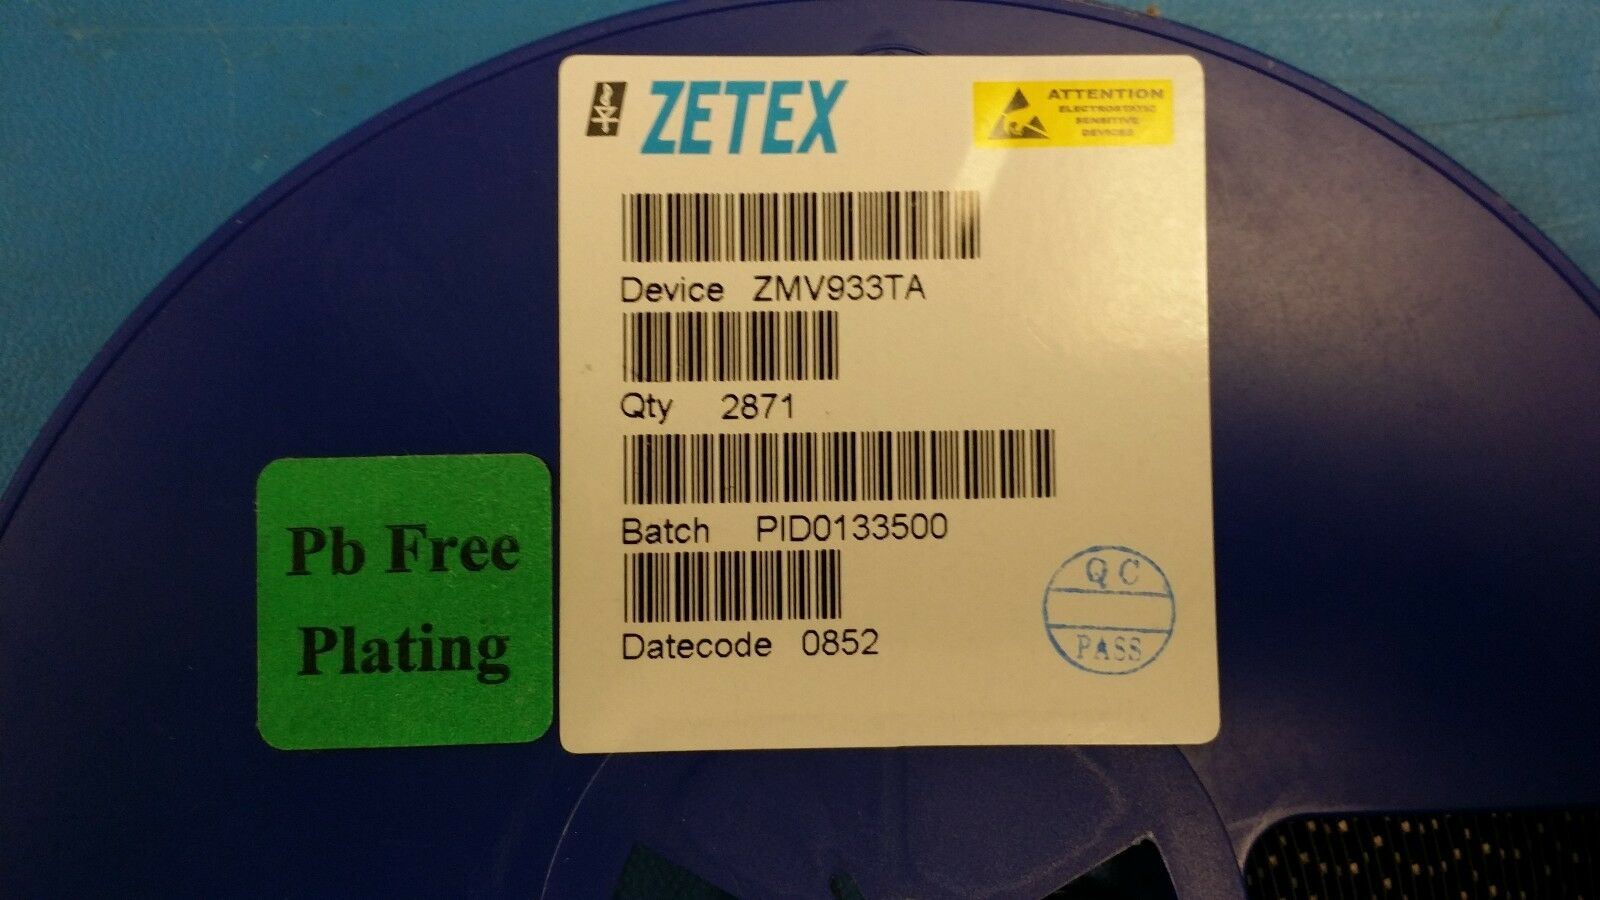 ZETEX
ATTENTION
ELECTROSTATIC
SENSITIVE
DEVICES
Device ZMV933TA
Qty 2871
Batch PID0133500
Datecode 0852
QC
PASS
Pb Free
Plating